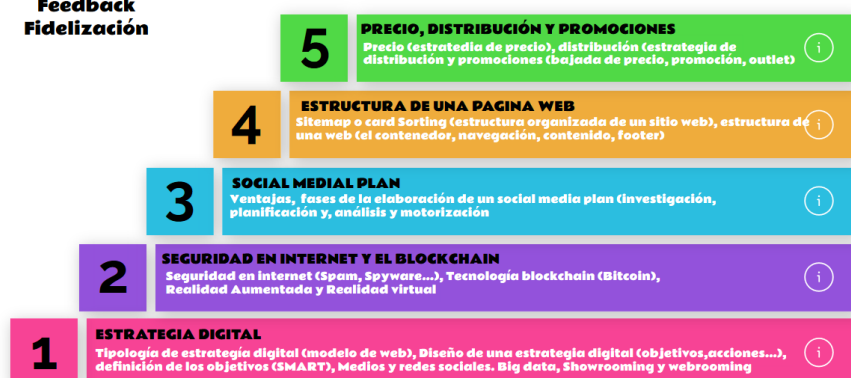 Feedback
Fidelización
5
PRECIO, DISTRIBUCIÓN Y PROMOCIONES
Precio (estratedia de precio), distribución (estrategia de
distribución y promociones (bajada de precio, promoción, outlet)
i
4
ESTRUCTURA DE UNA PAGINA WEB
Sitemap o card Sorting (estructura organizada de un sitio web), estructura de
una web (el contenedor, navegación, contenido, footer)
i
3
SOCIAL MEDIAL PLAN
Ventajas, fases de la elaboración de un social media plan (investigación,
planificación y, análisis y motorización
i
2
SEGURIDAD EN INTERNET Y EL BLOCKCHAIN
Seguridad en internet (Spam, Spyware...), Tecnología blockchain (Bitcoin),
Realidad Aumentada y Realidad virtual
i
1
ESTRATEGIA DIGITAL
Tipología de estrategía digital (modelo de web), Diseño de una estrategia digital (objetivos,acciones...),
definición de los objetivos (SMART), Medios y redes sociales. Big data, Showrooming y webrooming
i